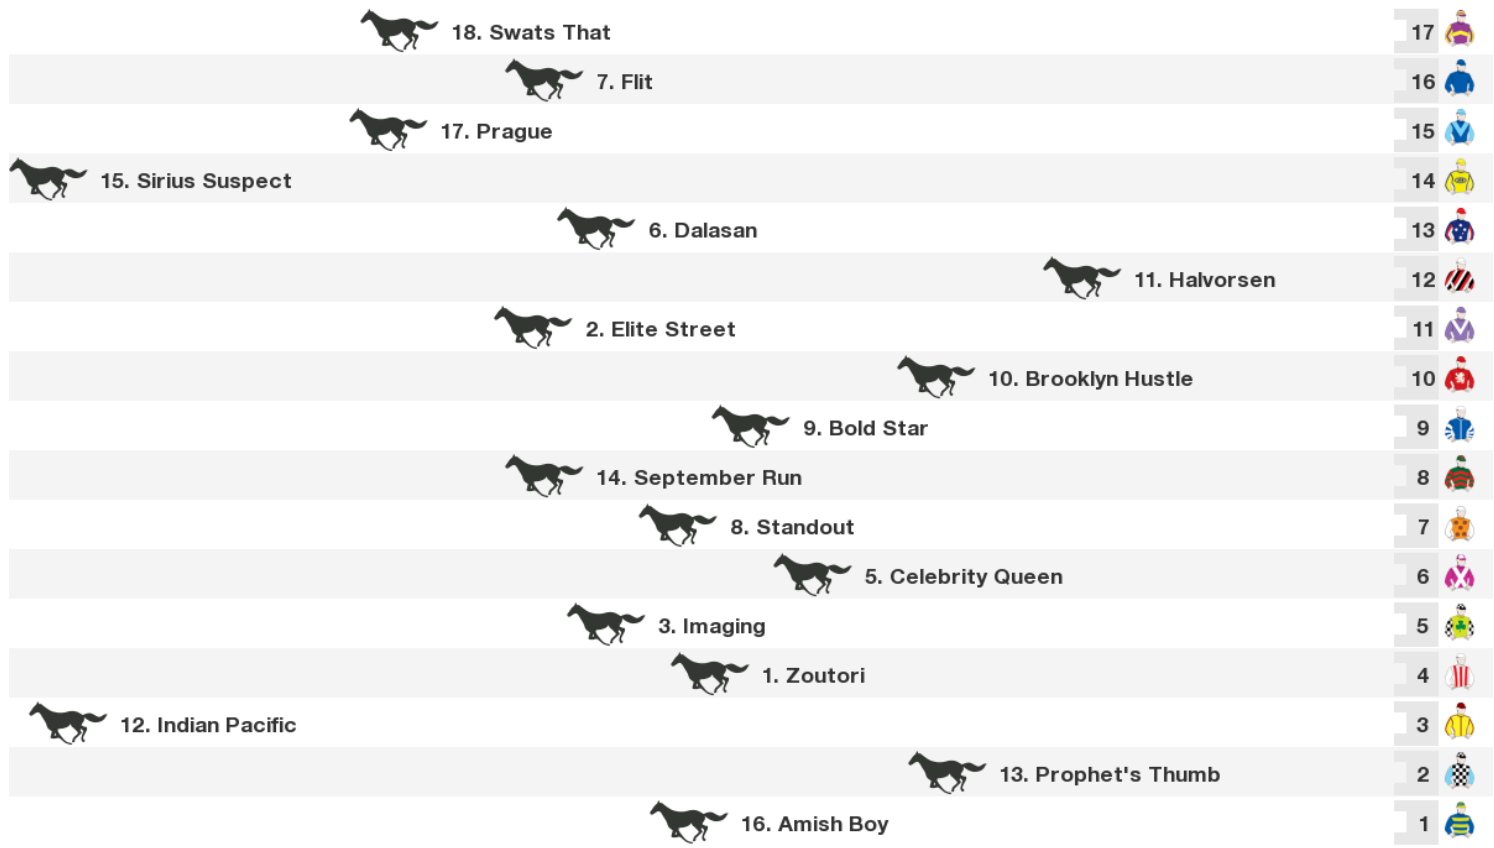 18. Swats That 17
7. Flit 16
17. Prague 15
15. Sirius Suspect 14
6. Dalasan 13
11. Halvorsen 12
2. Elite Street 11
10. Brooklyn Hustle 10
9. Bold Star 9
14. September Run 8
8. Standout 7
5. Celebrity Queen 6
3. Imaging 5
1. Zoutori 4
12. Indian Pacific 3
13. Prophet's Thumb 2
16. Amish Boy 1